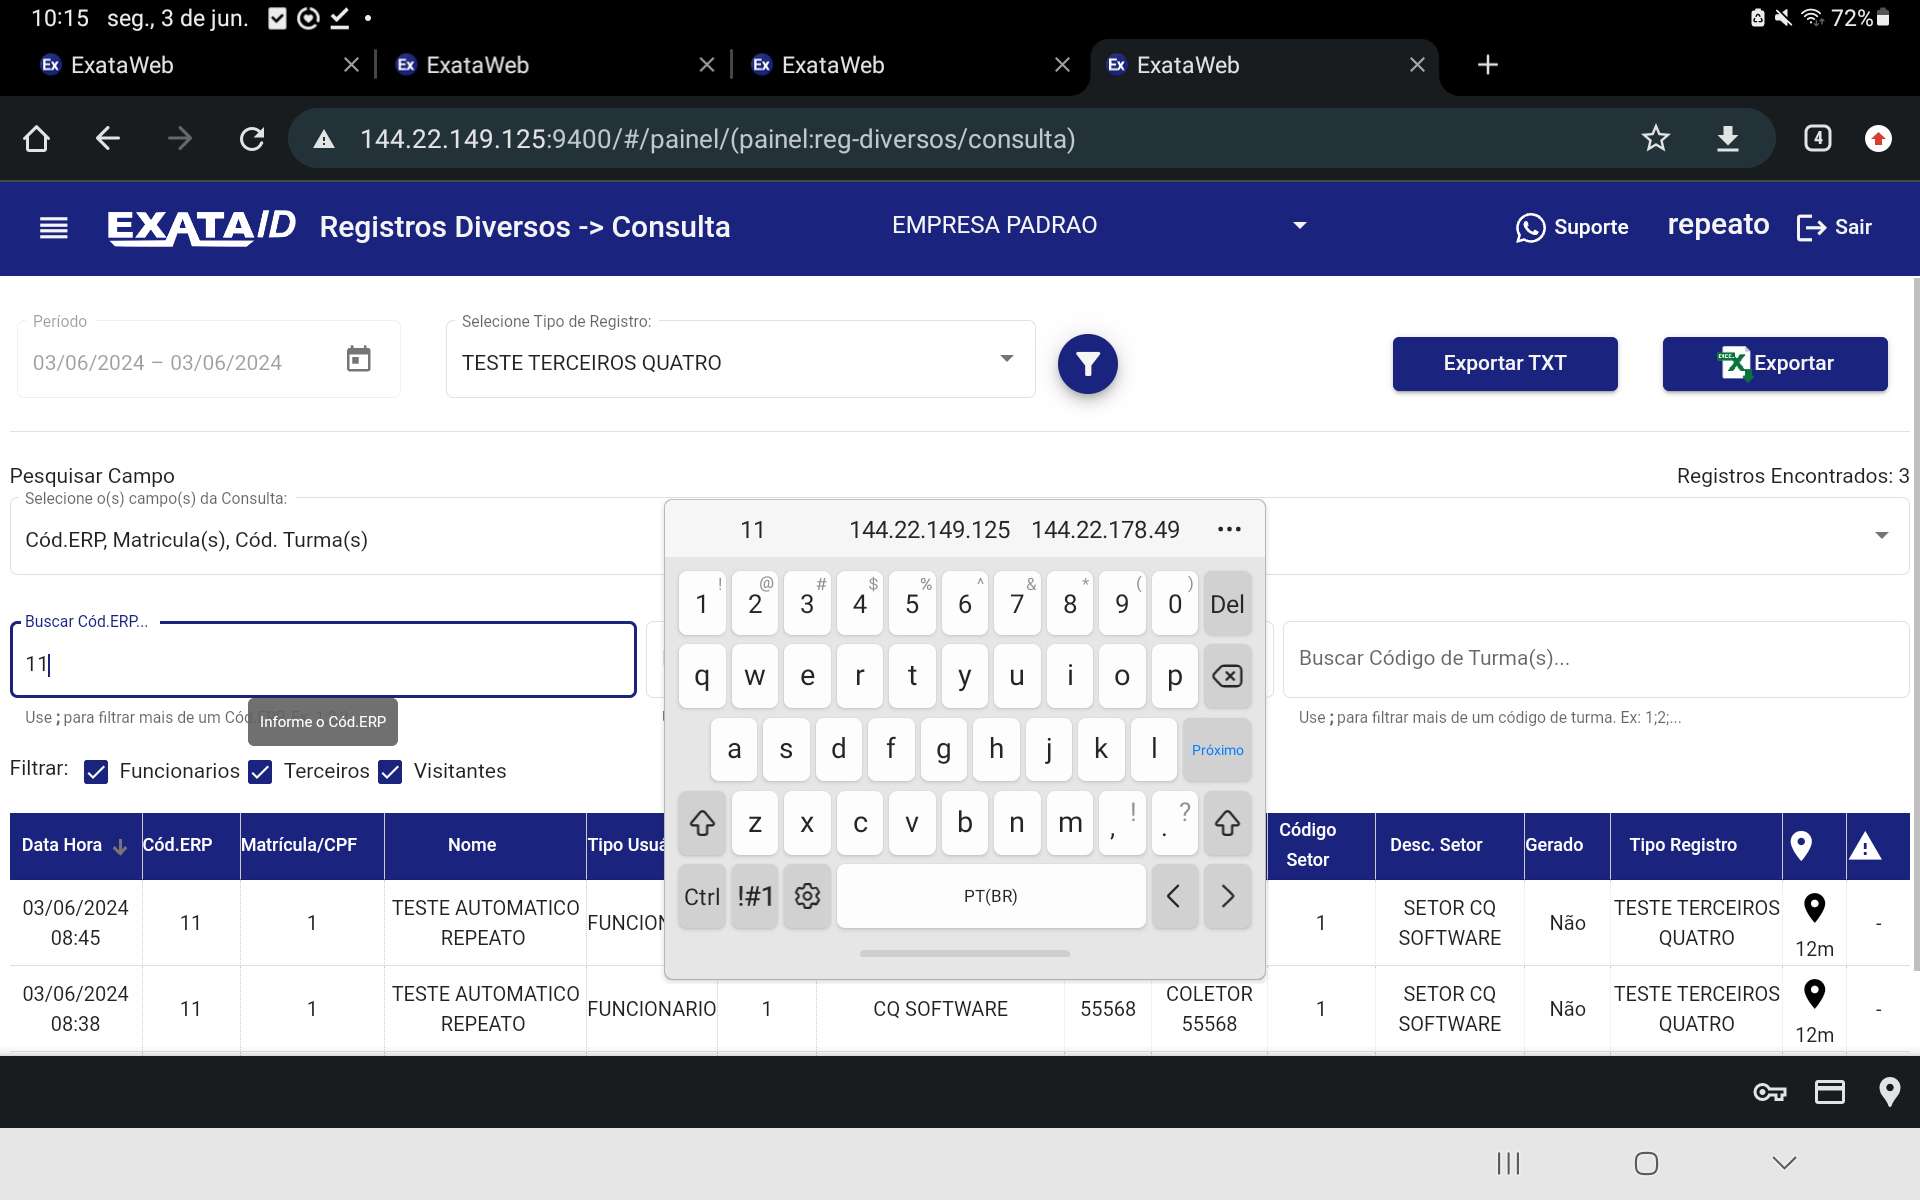 10:15 seg., 3 de jun. 72%
ExataWeb ExataWeb ExataWeb ExataWeb
144.22.149.125:9400/#/painel/(painel:reg-diversos/consulta) 4
EXATA/ID Registros Diversos -> Consulta EMPRESA PADRAO Suporte repeato Sair
Período Selecione Tipo de Registro:
03/06/2024 – 03/06/2024 TESTE TERCEIROS QUATRO Exportar TXT Exportar
Pesquisar Campo Registros Encontrados: 3
Selecione o(s) campo(s) da Consulta:
Cód.ERP, Matricula(s), Cód. Turma(s)
11 144.22.149.125 144.22.178.49 ...
! @ # $ % ^ & * ( )
1 2 3 4 5 6 7 8 9 0 Del
q w e r t y u i o p
a s d f g h j k l Próximo
z x c v b n m , ! . ?
Ctrl !#1 PT(BR) < >
Buscar Cód.ERP...
11 Buscar Código de Turma(s)...
Use ; para filtrar mais de um Cód Informe o Cód.ERP Use ; para filtrar mais de um código de turma. Ex: 1;2;...
Filtrar: Funcionarios Terceiros Visitantes
Data Hora Cód.ERP Matrícula/CPF Nome Tipo Usuá Código Setor Desc. Setor Gerado Tipo Registro
03/06/2024 08:45 11 1 TESTE AUTOMATICO REPEATO FUNCION 1 SETOR CQ SOFTWARE Não TESTE TERCEIROS QUATRO 12m -
03/06/2024 08:38 11 1 TESTE AUTOMATICO REPEATO FUNCIONARIO 1 CQ SOFTWARE 55568 COLETOR 55568 1 SETOR CQ SOFTWARE Não TESTE TERCEIROS QUATRO 12m -